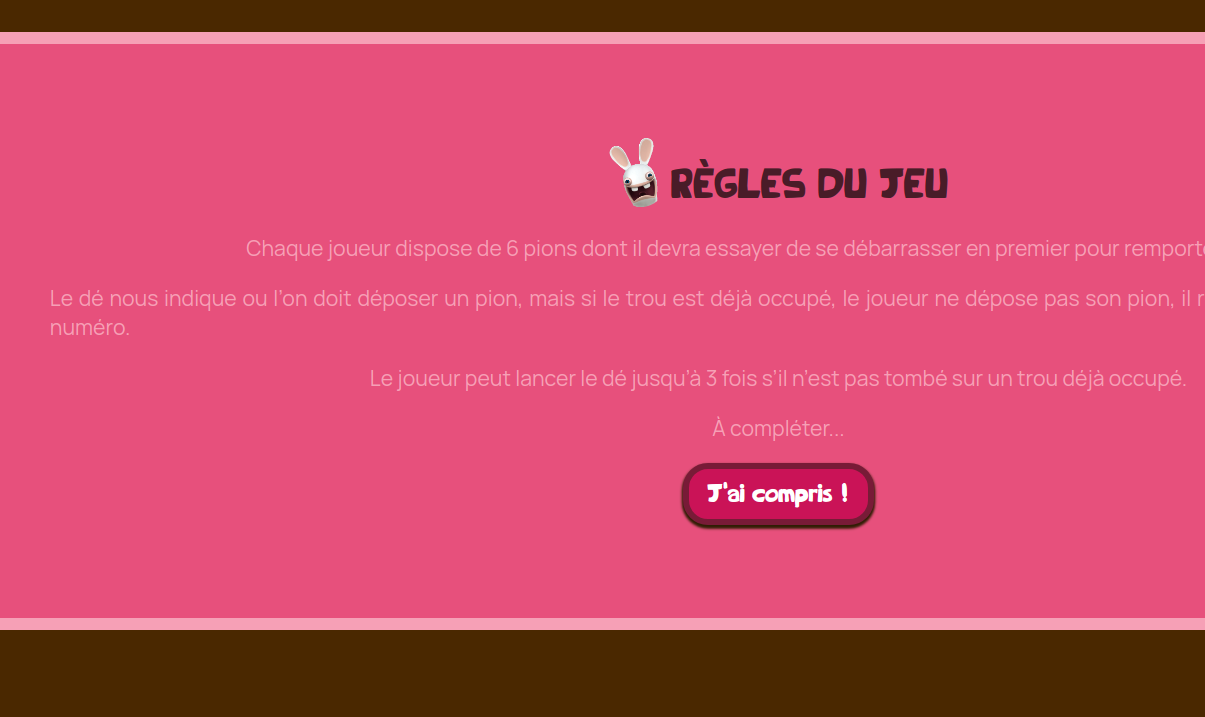 RÈGLES DU JEU
Chaque joueur dispose de 6 pions dont il devra essayer de se débarrasser en premier pour
Le dé nous indique ou l'on doit déposer un pion, mais si le trou est déjà occupé, le joueur ne dépose pas son pion, il
numéro.
Le joueur peut lancer le dé jusqu'à 3 fois s'il n'est pas tombé sur un trou déjà occupé.
À compléter...
J'ai compris !